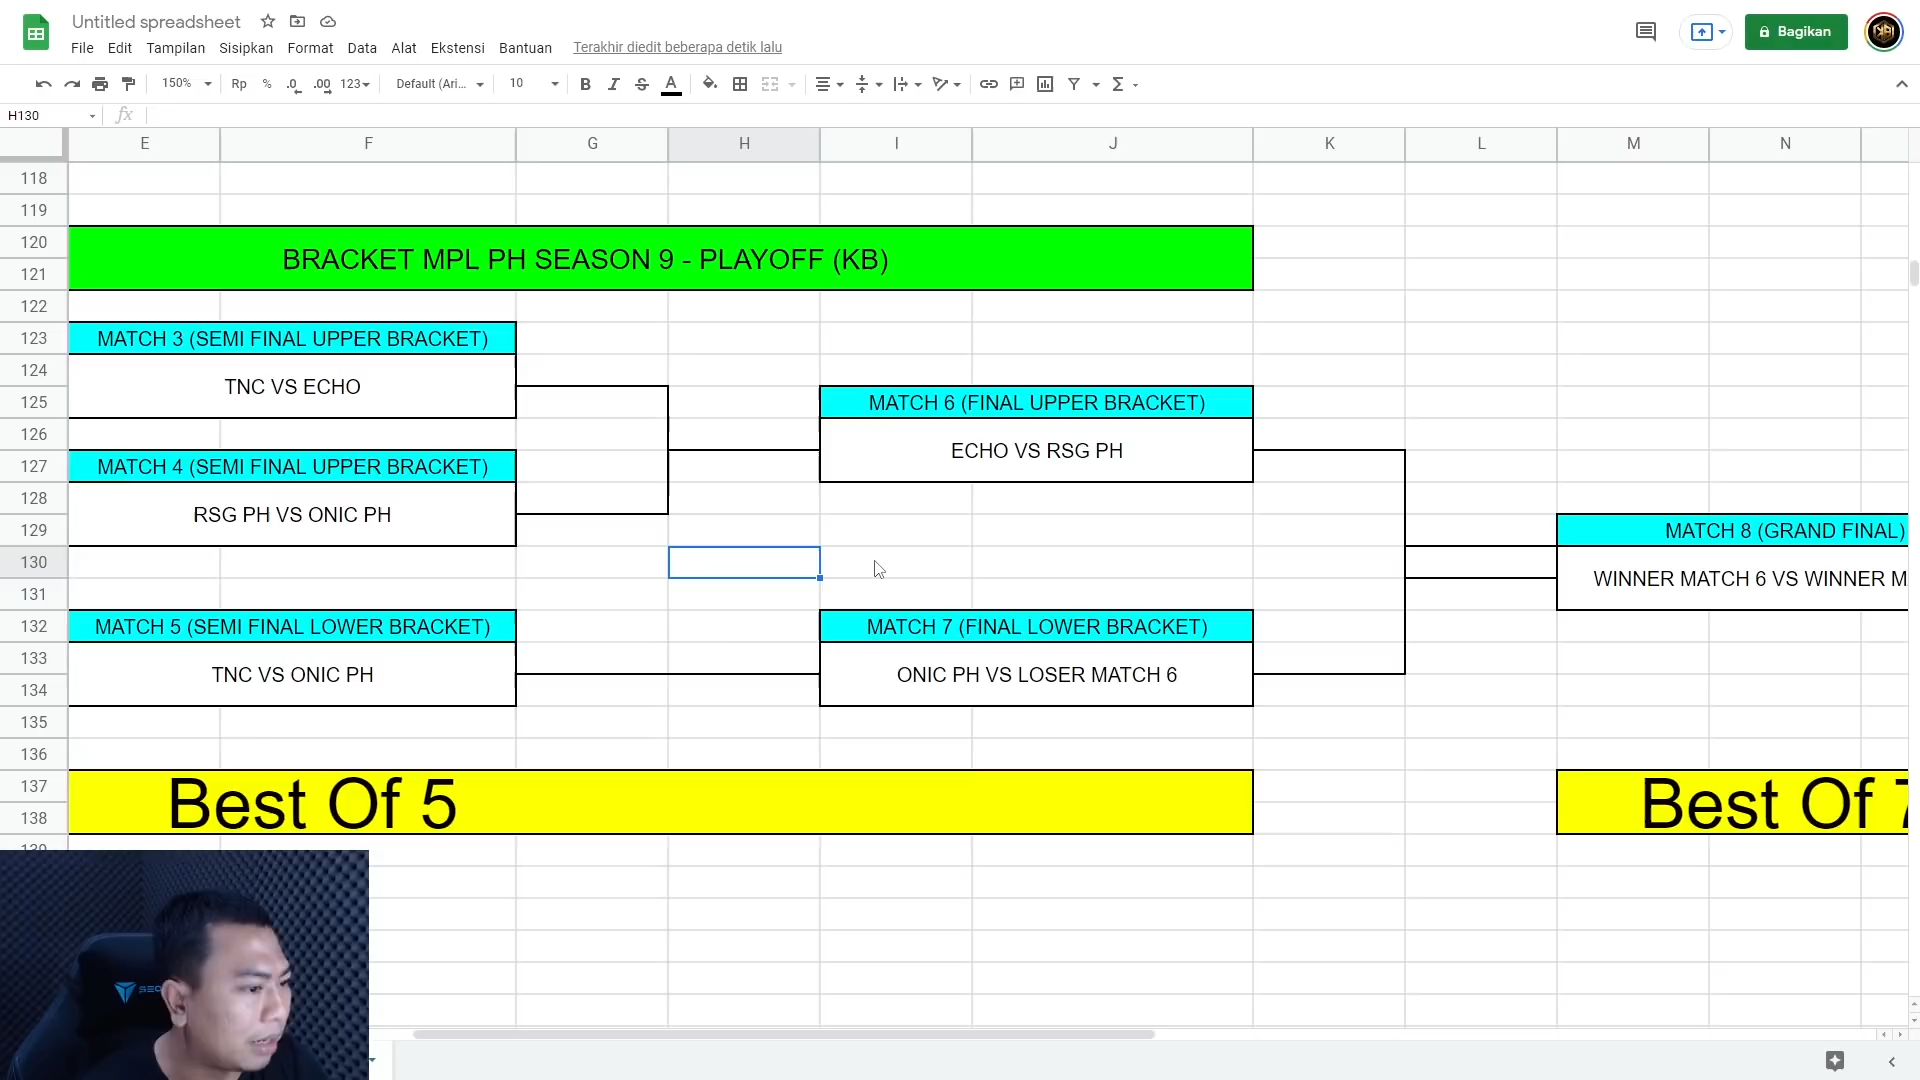 Untitled spreadsheet
File Edit Tampilan Sisipkan Format Data Alat Ekstensi Bantuan Terakhir diedit beberapa detik lalu
Bagikan
150% Rp % .0 .00 123 Default (Ari... 10 B I S A
H130 fx
E F G H I J K L M N
118
119
120
BRACKET MPL PH SEASON 9 - PLAYOFF (KB)
121
122
123 MATCH 3 (SEMI FINAL UPPER BRACKET)
124
TNC VS ECHO
125 MATCH 6 (FINAL UPPER BRACKET)
126
ECHO VS RSG PH
127 MATCH 4 (SEMI FINAL UPPER BRACKET)
128
RSG PH VS ONIC PH
129 MATCH 8 (GRAND FINAL)
130
WINNER MATCH 6 VS WINNER M
131
132 MATCH 5 (SEMI FINAL LOWER BRACKET) MATCH 7 (FINAL LOWER BRACKET)
133
TNC VS ONIC PH ONIC PH VS LOSER MATCH 6
134
135
136
137
Best Of 5 Best Of 7
138